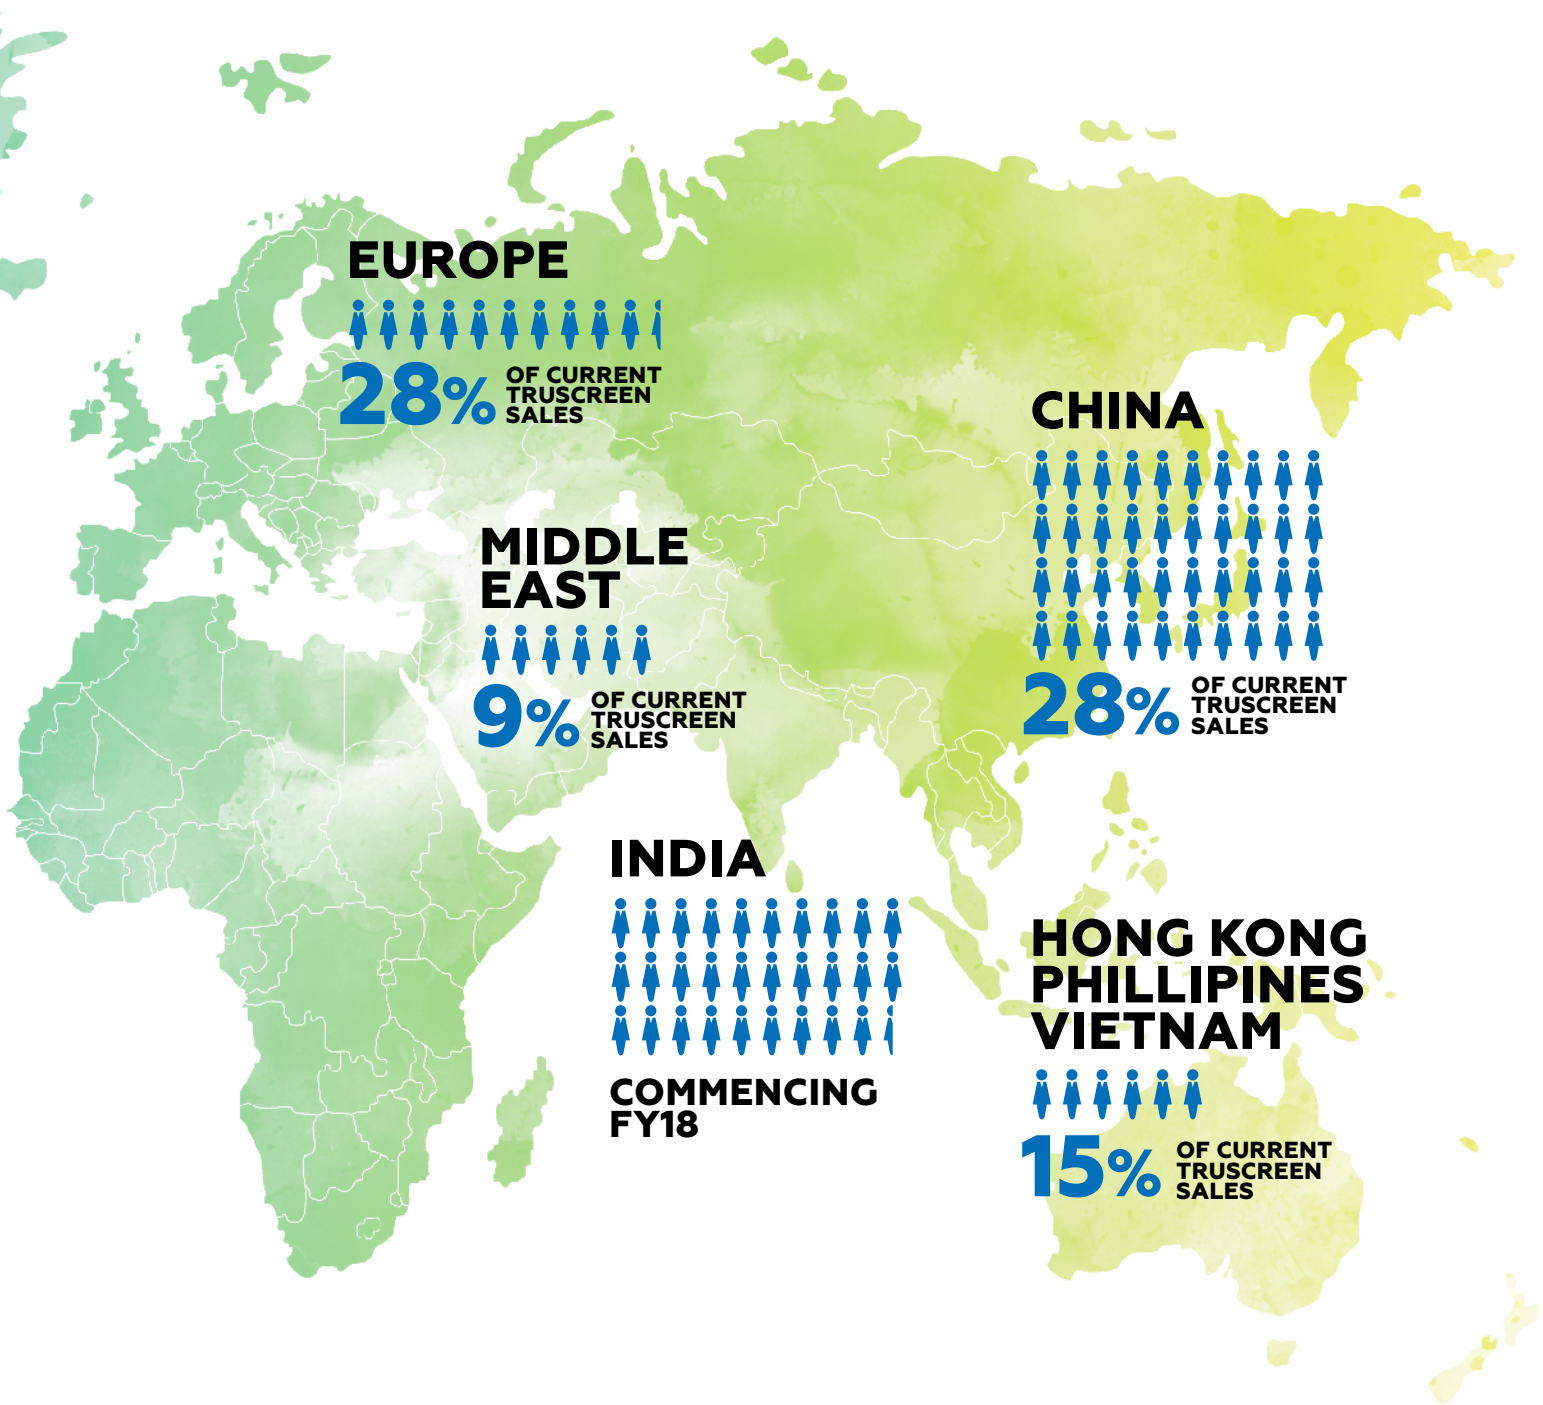 EUROPE
28%
OF CURRENT
TRUSCREEN
SALES
CHINA
28%
OF CURRENT
TRUSCREEN
SALES
MIDDLE
EAST
9%
OF CURRENT
TRUSCREEN
SALES
INDIA
COMMENCING
FY18
HONG KONG
PHILLIPINES
VIETNAM
15%
OF CURRENT
TRUSCREEN
SALES